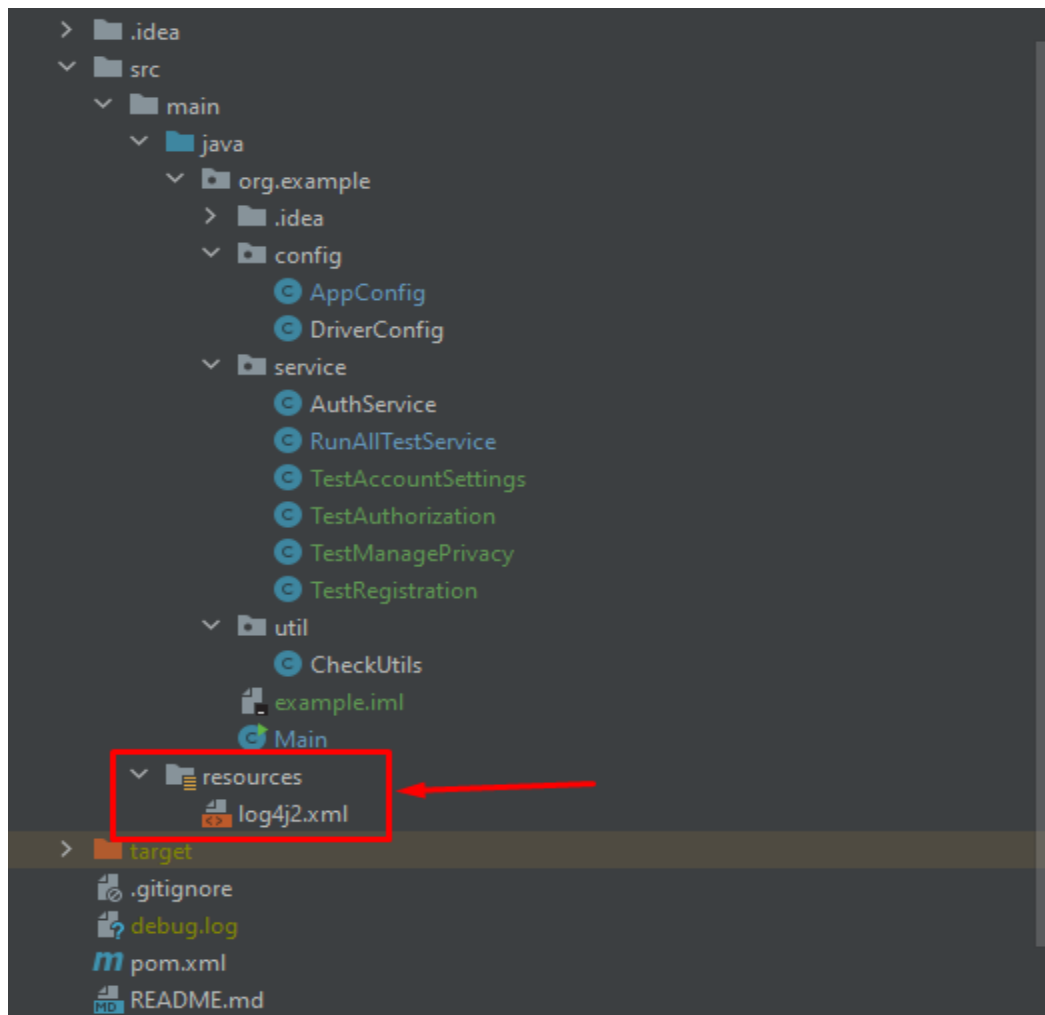 .idea
src
main
java
org.example
.idea
config
AppConfig
DriverConfig
service
AuthService
RunAllTestService
TestAccountSettings
TestAuthorization
TestManagePrivacy
TestRegistration
util
CheckUtils
example.iml
Main
resources
log4j2.xml
target
.gitignore
debug.log
pom.xml
README.md